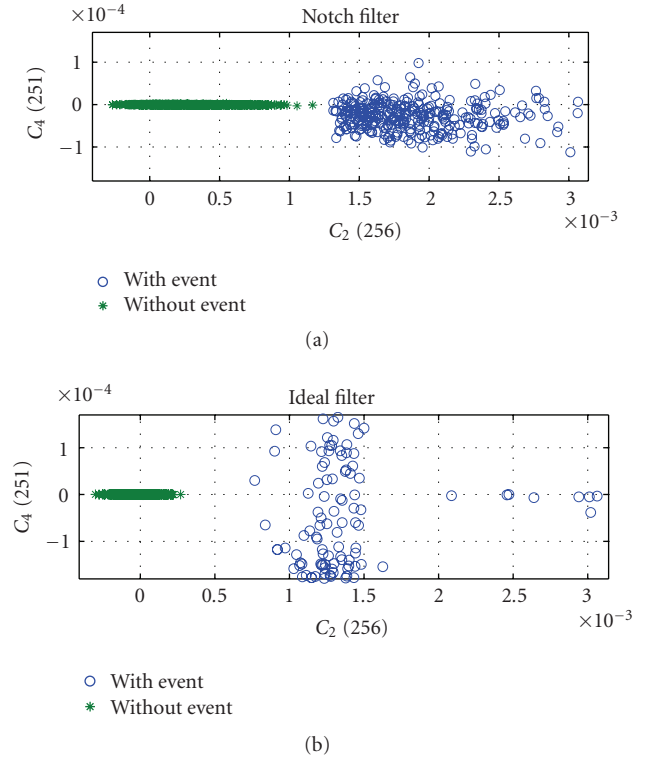 ×10⁻⁴
Notch filter
1
0
−1
C₄ (251)
0 0.5 1 1.5 2 2.5 3
×10⁻³
C₂ (256)
With event
Without event
(a)
×10⁻⁴
Ideal filter
1
0
−1
C₄ (251)
0 0.5 1 1.5 2 2.5 3
×10⁻³
C₂ (256)
With event
Without event
(b)